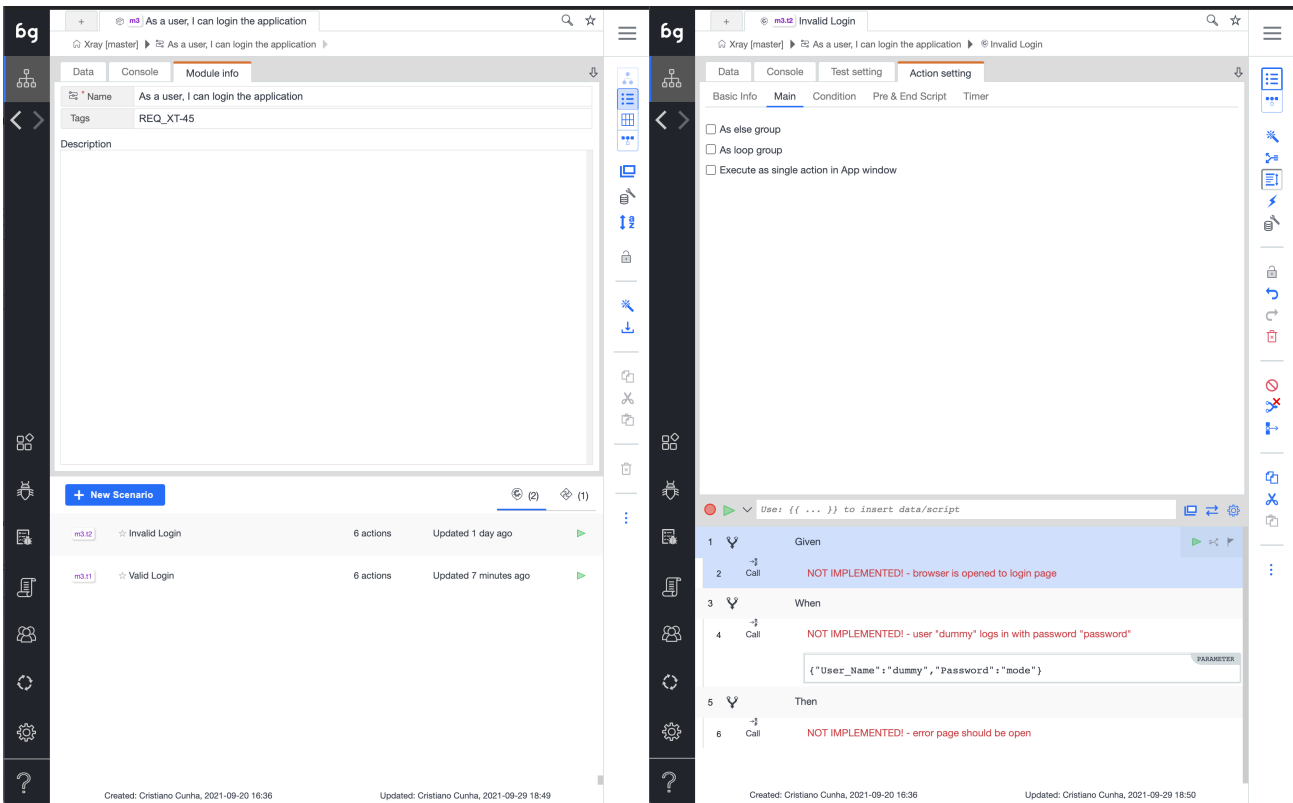 bg
+
m3 As a user, I can login the application
Xray [master] As a user, I can login the application
Data Console Module info
* Name As a user, I can login the application
Tags REQ_XT-45
Description
+ New Scenario
(2) (1)
m3.t2 Invalid Login 6 actions Updated 1 day ago
m3.t1 Valid Login 6 actions Updated 7 minutes ago
Created: Cristiano Cunha, 2021-09-20 16:36 Updated: Cristiano Cunha, 2021-09-29 18:49
bg
+
m3.t2 Invalid Login
Xray [master] As a user, I can login the application Invalid Login
Data Console Test setting Action setting
Basic Info Main Condition Pre & End Script Timer
As else group
As loop group
Execute as single action in App window
Use: {{ ... }} to insert data/script
1 Given
2 Call NOT IMPLEMENTED! - browser is opened to login page
3 When
4 Call NOT IMPLEMENTED! - user "dummy" logs in with password "password"
PARAMETER
{"User_Name":"dummy","Password":"mode"}
5 Then
6 Call NOT IMPLEMENTED! - error page should be open
Created: Cristiano Cunha, 2021-09-20 16:36 Updated: Cristiano Cunha, 2021-09-29 18:50